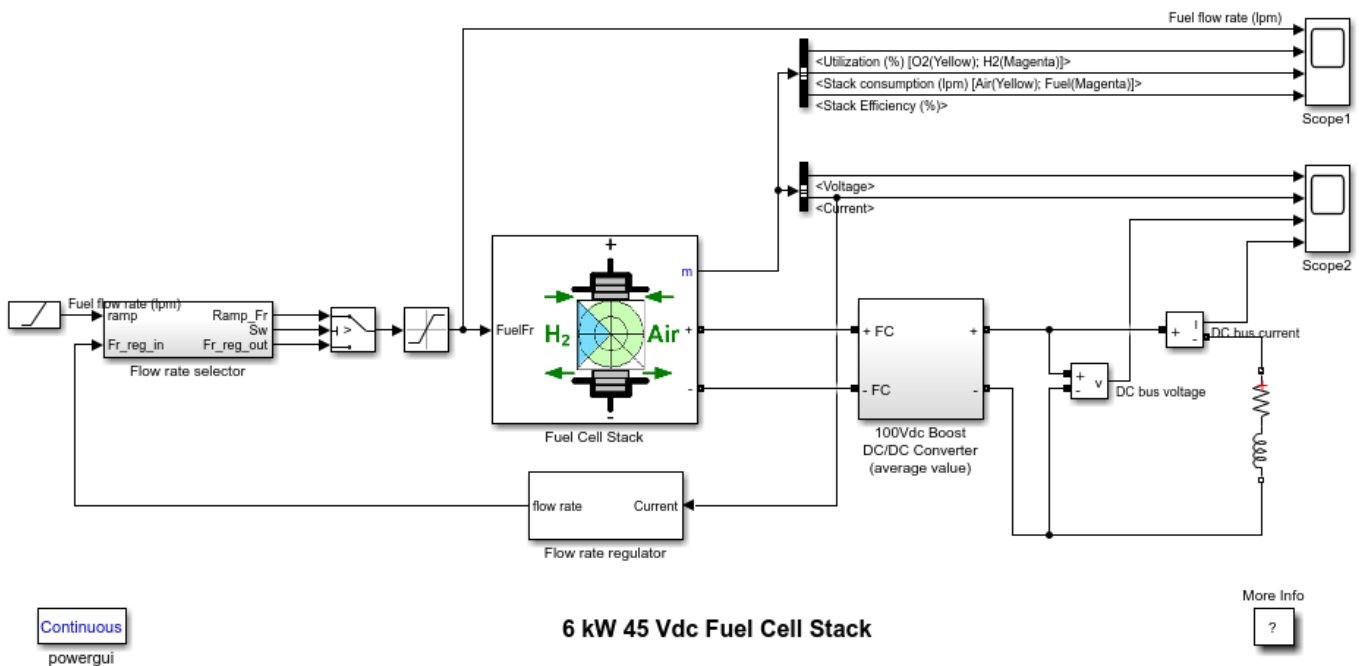 Fuel flow rate (lpm)
<Utilization (%) [O2(Yellow); H2(Magenta)]>
<Stack consumption (lpm) [Air(Yellow); Fuel(Magenta)]>
<Stack Efficiency (%)>
Scope1
<Voltage>
<Current>
Scope2
Fuel flow rate (lpm)
ramp
Fr_reg_in
Ramp_Fr
Sw
Fr_reg_out
Flow rate selector
>
FuelFr
+
H2
Air
-
m
+
-
Fuel Cell Stack
+ FC
- FC
+
-
100Vdc Boost
DC/DC Converter
(average value)
+
I
-
DC bus current
+
-
v
DC bus voltage
flow rate
Current
Flow rate regulator
Continuous
powergui
6 kW 45 Vdc Fuel Cell Stack
More Info
?